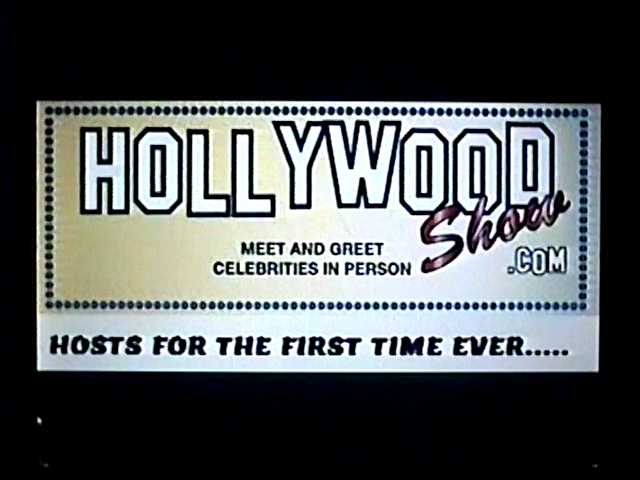 HOLLYWOOD
Show
.COM
MEET AND GREET
CELEBRITIES IN PERSON
HOSTS FOR THE FIRST TIME EVER.....